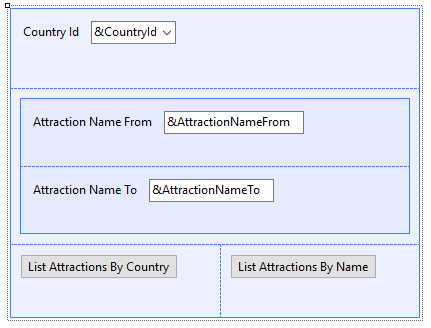 Country Id &CountryId
Attraction Name From &AttractionNameFrom
Attraction Name To &AttractionNameTo
List Attractions By Country List Attractions By Name